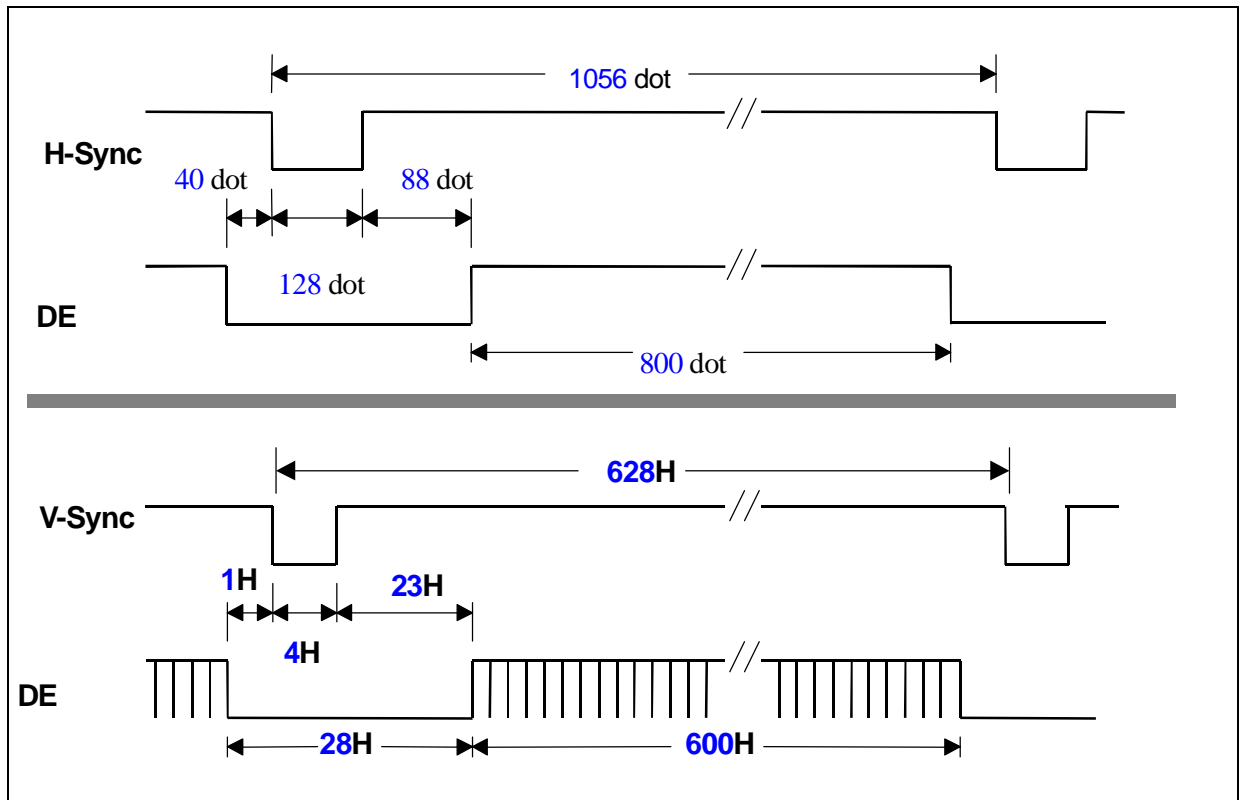 1056 dot
H-Sync
40 dot
88 dot
128 dot
DE
800 dot
628H
V-Sync
1H
23H
4H
DE
28H
600H